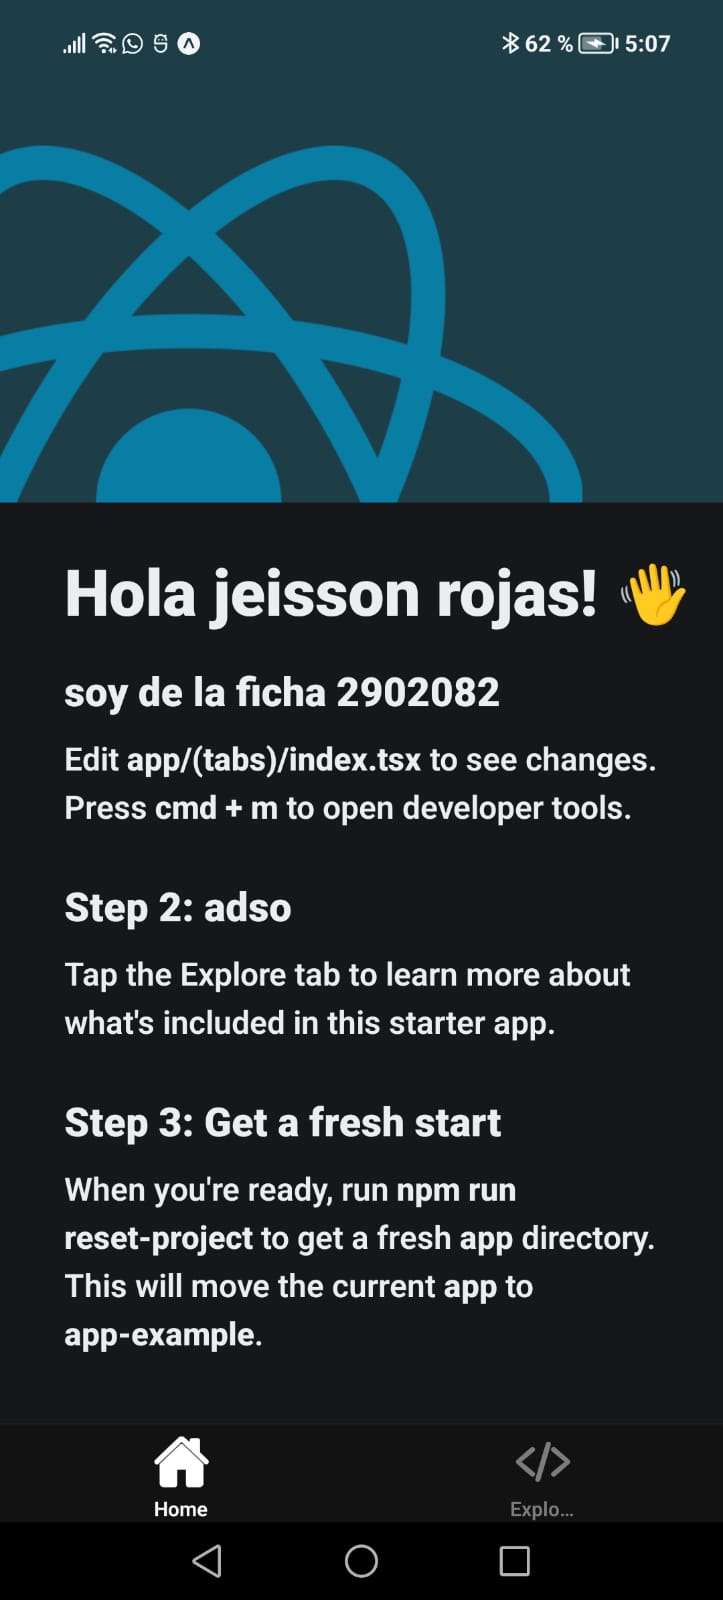 62 % 5:07
Hola jeisson rojas! 👋
soy de la ficha 2902082
Edit app/(tabs)/index.tsx to see changes.
Press cmd + m to open developer tools.
Step 2: adso
Tap the Explore tab to learn more about
what's included in this starter app.
Step 3: Get a fresh start
When you're ready, run npm run
reset-project to get a fresh app directory.
This will move the current app to
app-example.
Home
Explo...